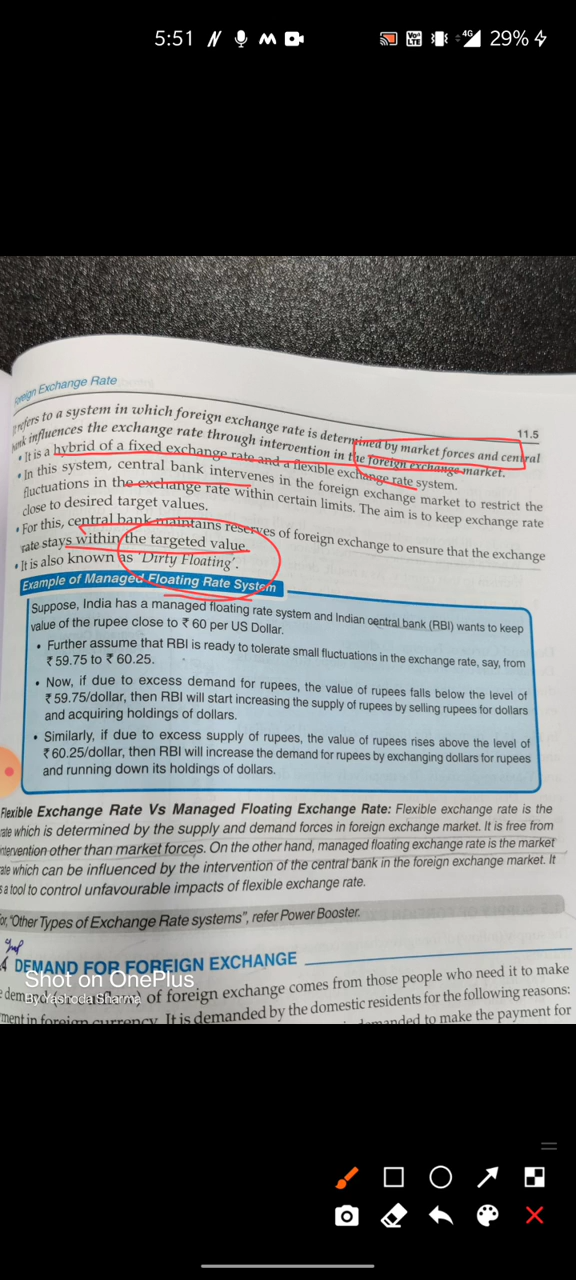 5:51
4G
29%
Foreign Exchange Rate
11.5
refers to a system in which foreign exchange rate is determined by market forces and central
bank influences the exchange rate through intervention in the foreign exchange market.
• It is a hybrid of a fixed exchange rate and a flexible exchange rate system.
• In this system, central bank intervenes in the foreign exchange market to restrict the
fluctuations in the exchange rate within certain limits. The aim is to keep exchange rate
close to desired target values.
• For this, central bank maintains reserves of foreign exchange to ensure that the exchange
rate stays within the targeted value.
• It is also known as 'Dirty Floating'.
Example of Managed Floating Rate System
Suppose, India has a managed floating rate system and Indian central bank (RBI) wants to keep
value of the rupee close to ₹ 60 per US Dollar.
• Further assume that RBI is ready to tolerate small fluctuations in the exchange rate, say, from
₹ 59.75 to ₹ 60.25.
• Now, if due to excess demand for rupees, the value of rupees falls below the level of
₹ 59.75/dollar, then RBI will start increasing the supply of rupees by selling rupees for dollars
and acquiring holdings of dollars.
• Similarly, if due to excess supply of rupees, the value of rupees rises above the level of
₹ 60.25/dollar, then RBI will increase the demand for rupees by exchanging dollars for rupees
and running down its holdings of dollars.
Flexible Exchange Rate Vs Managed Floating Exchange Rate: Flexible exchange rate is the
rate which is determined by the supply and demand forces in foreign exchange market. It is free from
intervention other than market forces. On the other hand, managed floating exchange rate is the market
rate which can be influenced by the intervention of the central bank in the foreign exchange market. It
s a tool to control unfavourable impacts of flexible exchange rate.
or, "Other Types of Exchange Rate systems", refer Power Booster.
4 DEMAND FOR FOREIGN EXCHANGE
Shot on OnePlus
By Yashoda Sharma
of foreign exchange comes from those people who need it to make
ment in foreign currency. It is demanded by the domestic residents for the following reasons:
to make the payment for